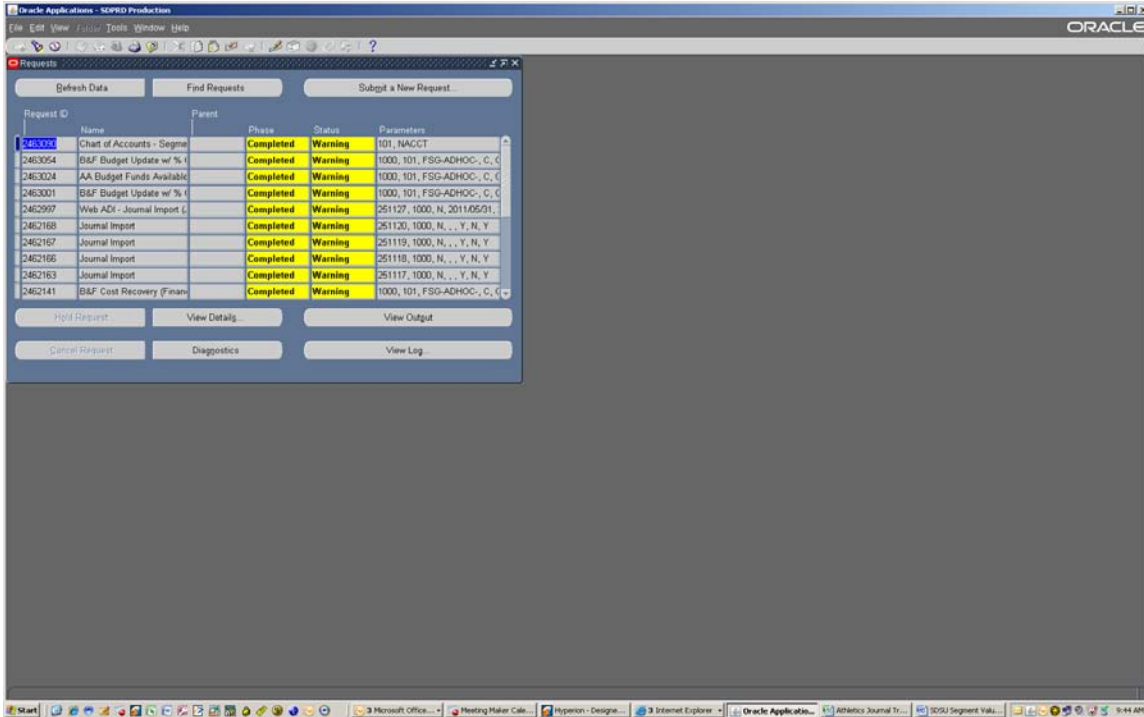 Oracle Applications - SDPRD Production
File Edit View Folder Tools Window Help
ORACLE
Requests
Refresh Data Find Requests Submit a New Request...
Request ID Parent
Name Phase Status Parameters
2463090 Chart of Accounts - Segme Completed Warning 101, NACCT
2463054 B&F Budget Update w/ % Completed Warning 1000, 101, FSG-ADHOC-, C,
2463024 AA Budget Funds Available Completed Warning 1000, 101, FSG-ADHOC-, C,
2463001 B&F Budget Update w/ % Completed Warning 1000, 101, FSG-ADHOC-, C,
2462997 Web ADI - Journal Import ( Completed Warning 251127, 1000, N, 2011/05/31,
2462168 Journal Import Completed Warning 251120, 1000, N, , , Y, N, Y
2462167 Journal Import Completed Warning 251119, 1000, N, , , Y, N, Y
2462166 Journal Import Completed Warning 251118, 1000, N, , , Y, N, Y
2462163 Journal Import Completed Warning 251117, 1000, N, , , Y, N, Y
2462141 B&F Cost Recovery (Finan Completed Warning 1000, 101, FSG-ADHOC-, C,
Hold Request... View Details... View Output
Cancel Request Diagnostics View Log...
Start 3 Microsoft Office... Meeting Maker Cale... Hyperion - Designe... 3 Internet Explorer Oracle Applicatio... Athletics Journal Tr... SDSU Segment Valu... 9:44 AM